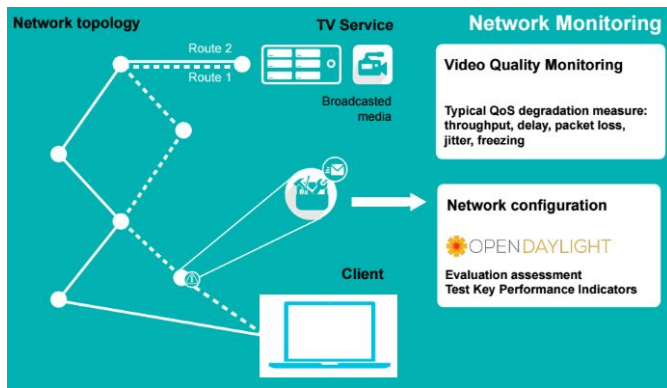 Network topology
TV Service
Network Monitoring
Route 2
Route 1
Broadcasted
media
Video Quality Monitoring
Typical QoS degradation measure:
throughput, delay, packet loss,
jitter, freezing
Network configuration
OPENDAYLIGHT
Evaluation assessment
Test Key Performance Indicators
Client